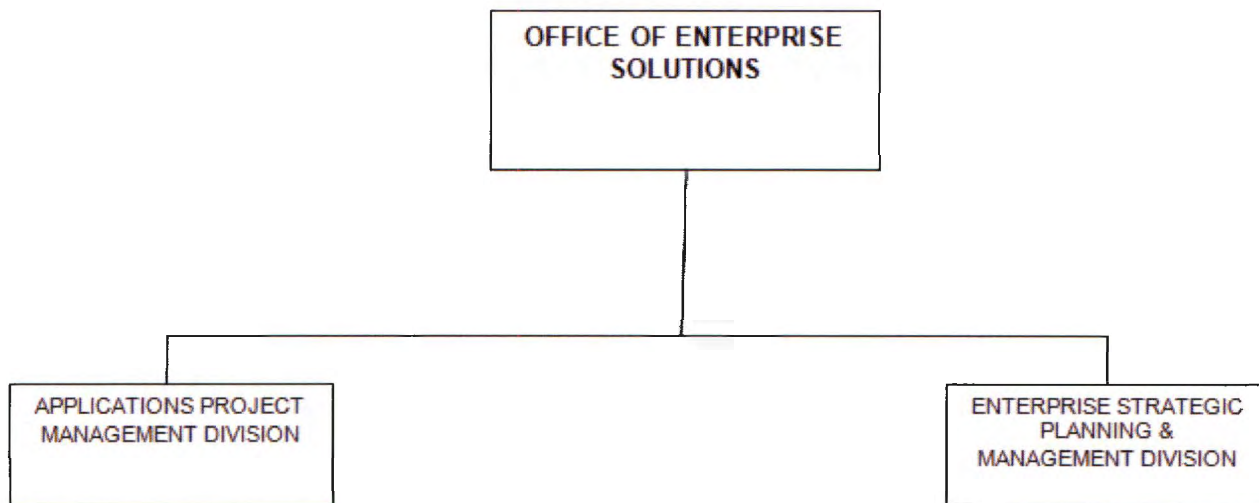 OFFICE OF ENTERPRISE
SOLUTIONS
APPLICATIONS PROJECT
MANAGEMENT DIVISION
ENTERPRISE STRATEGIC
PLANNING &
MANAGEMENT DIVISION